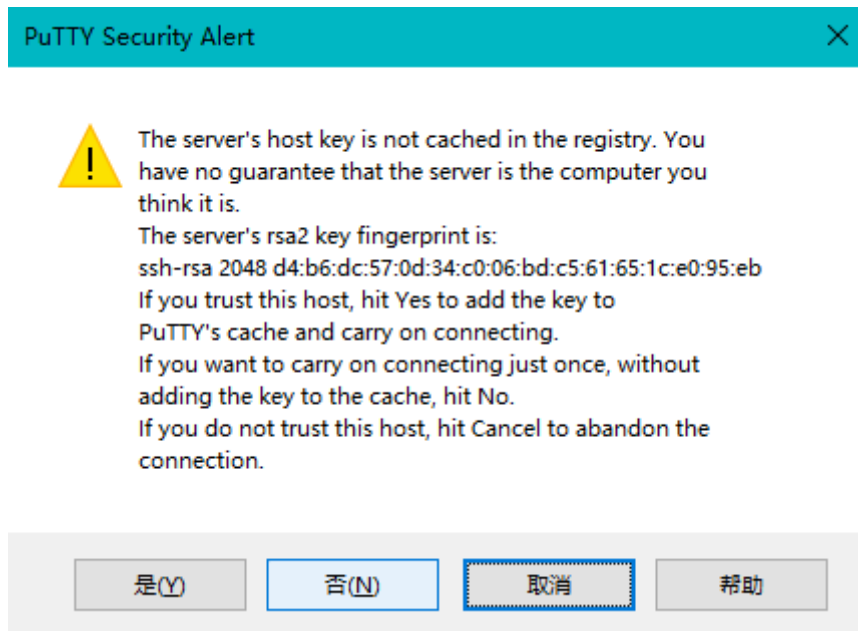 PuTTY Security Alert
The server's host key is not cached in the registry. You
have no guarantee that the server is the computer you
think it is.
The server's rsa2 key fingerprint is:
ssh-rsa 2048 d4:b6:dc:57:0d:34:c0:06:bd:c5:61:65:1c:e0:95:eb
If you trust this host, hit Yes to add the key to
PuTTY's cache and carry on connecting.
If you want to carry on connecting just once, without
adding the key to the cache, hit No.
If you do not trust this host, hit Cancel to abandon the
connection.
是(Y) 否(N) 取消 帮助